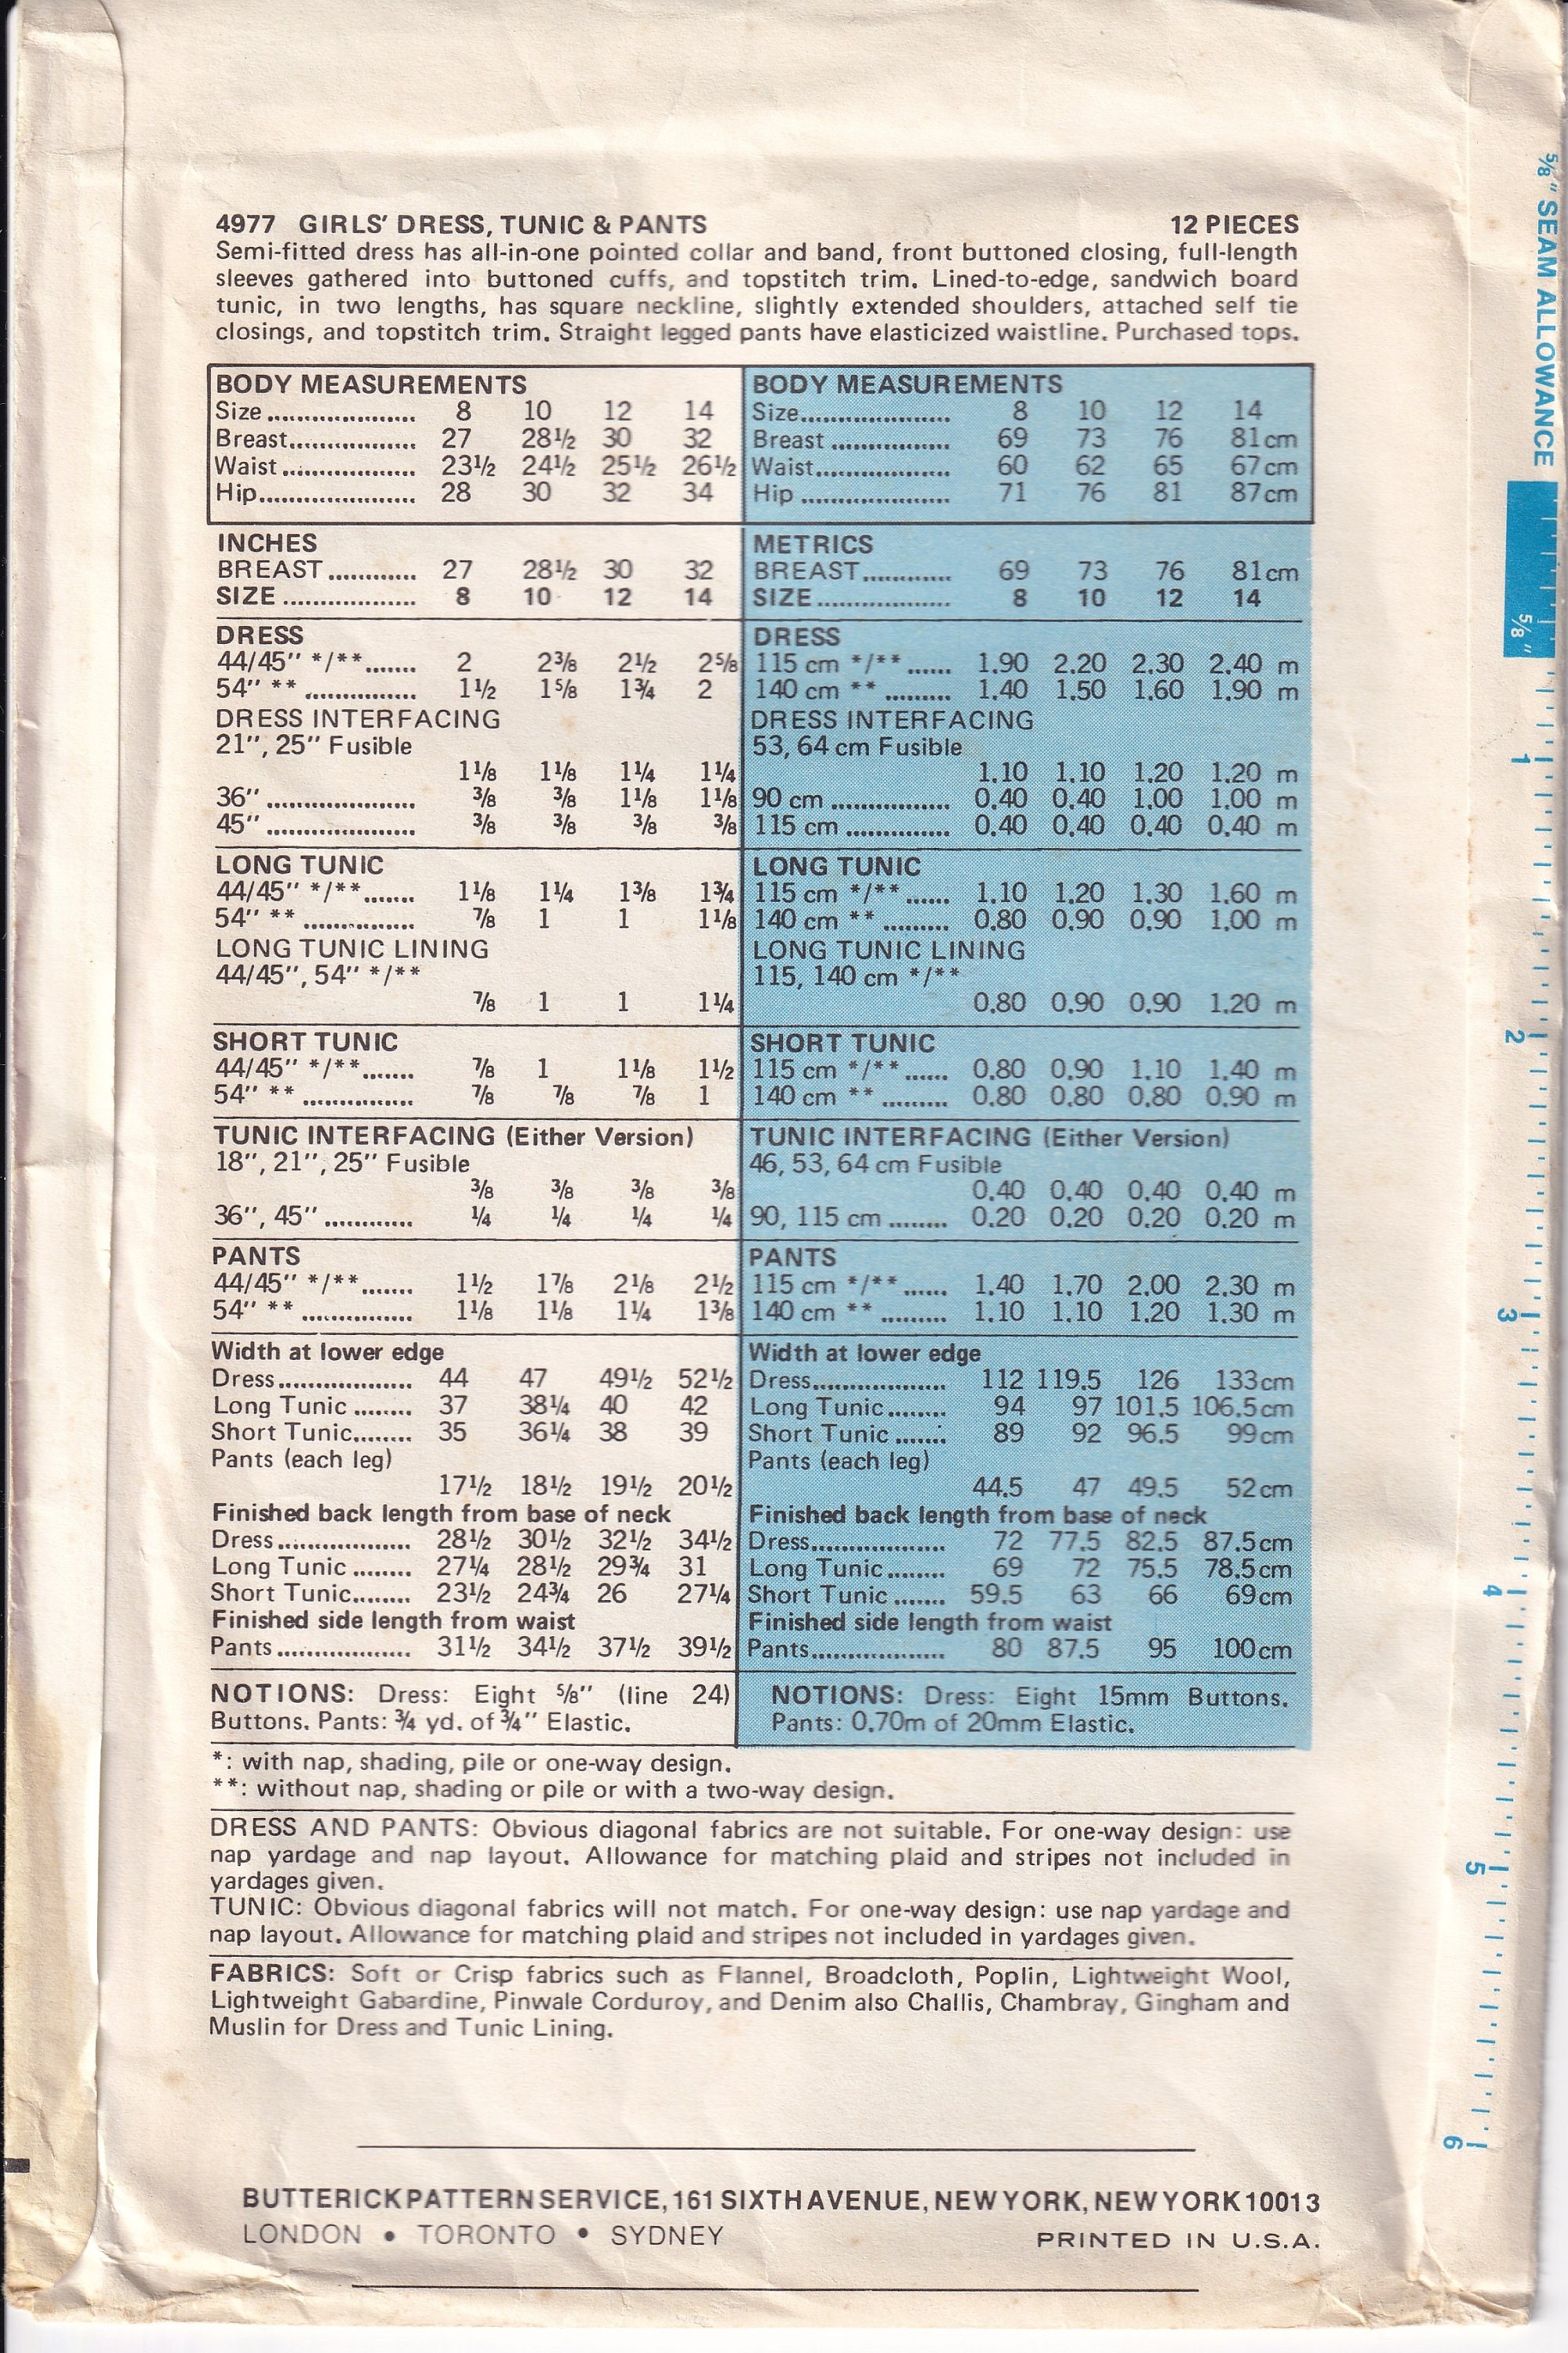 4977 GIRLS' DRESS, TUNIC & PANTS 12 PIECES
Semi-fitted dress has all-in-one pointed collar and band, front buttoned closing, full-length
sleeves gathered into buttoned cuffs, and topstitch trim. Lined-to-edge, sandwich board
tunic, in two lengths, has square neckline, slightly extended shoulders, attached self tie
closings, and topstitch trim. Straight legged pants have elasticized waistline. Purchased tops.
BODY MEASUREMENTS
Size.................... 8 10 12 14
Breast................. 27 28½ 30 32
Waist.................. 23½ 24½ 25½ 26½
Hip..................... 28 30 32 34
INCHES
BREAST............ 27 28½ 30 32
SIZE .................. 8 10 12 14
DRESS
44/45" */**....... 2 2⅜ 2½ 2⅝
54" ** ............... 1½ 1⅝ 1¾ 2
DRESS INTERFACING
21", 25" Fusible
1⅛ 1⅛ 1¼ 1¼
36" .................... ⅜ ⅜ 1⅛ 1⅛
45" .................... ⅜ ⅜ ⅜ ⅜
LONG TUNIC
44/45" */**....... 1⅛ 1¼ 1⅜ 1¾
54" ** ............... ⅞ 1 1 1⅛
LONG TUNIC LINING
44/45", 54" */**
⅞ 1 1 1¼
SHORT TUNIC
44/45" */**....... ⅞ 1 1⅛ 1½
54" ** ............... ⅞ ⅞ ⅞ 1
TUNIC INTERFACING (Either Version)
18", 21", 25" Fusible
⅜ ⅜ ⅜ ⅜
36", 45" ............ ¼ ¼ ¼ ¼
PANTS
44/45" */**....... 1½ 1⅞ 2⅛ 2½
54" ** ............... 1⅛ 1⅛ 1¼ 1⅜
Width at lower edge
Dress.................. 44 47 49½ 52½
Long Tunic ........ 37 38¼ 40 42
Short Tunic........ 35 36¼ 38 39
Pants (each leg)
17½ 18½ 19½ 20½
Finished back length from base of neck
Dress.................. 28½ 30½ 32½ 34½
Long Tunic ........ 27¼ 28½ 29¾ 31
Short Tunic........ 23½ 24¾ 26 27¼
Finished side length from waist
Pants .................. 31½ 34½ 37½ 39½
NOTIONS: Dress: Eight ⅝" (line 24)
Buttons. Pants: ¾ yd. of ¾" Elastic.
BODY MEASUREMENTS
Size.................... 8 10 12 14
Breast ................ 69 73 76 81cm
Waist.................. 60 62 65 67cm
Hip .................... 71 76 81 87cm
METRICS
BREAST............ 69 73 76 81cm
SIZE.................. 8 10 12 14
DRESS
115 cm */** ...... 1.90 2.20 2.30 2.40 m
140 cm ** ......... 1.40 1.50 1.60 1.90 m
DRESS INTERFACING
53, 64 cm Fusible
1.10 1.10 1.20 1.20 m
90 cm ................ 0.40 0.40 1.00 1.00 m
115 cm .............. 0.40 0.40 0.40 0.40 m
LONG TUNIC
115 cm */** ...... 1.10 1.20 1.30 1.60 m
140 cm ** ......... 0.80 0.90 0.90 1.00 m
LONG TUNIC LINING
115, 140 cm */**
0.80 0.90 0.90 1.20 m
SHORT TUNIC
115 cm */** ...... 0.80 0.90 1.10 1.40 m
140 cm ** ......... 0.80 0.80 0.80 0.90 m
TUNIC INTERFACING (Either Version)
46, 53, 64 cm Fusible
0.40 0.40 0.40 0.40 m
90, 115 cm ........ 0.20 0.20 0.20 0.20 m
PANTS
115 cm */** ...... 1.40 1.70 2.00 2.30 m
140 cm ** ......... 1.10 1.10 1.20 1.30 m
Width at lower edge
Dress.................. 112 119.5 126 133cm
Long Tunic........ 94 97 101.5 106.5cm
Short Tunic ....... 89 92 96.5 99cm
Pants (each leg)
44.5 47 49.5 52cm
Finished back length from base of neck
Dress.................. 72 77.5 82.5 87.5cm
Long Tunic ........ 69 72 75.5 78.5cm
Short Tunic ....... 59.5 63 66 69cm
Finished side length from waist
Pants.................. 80 87.5 95 100cm
NOTIONS: Dress: Eight 15mm Buttons.
Pants: 0.70m of 20mm Elastic.
*: with nap, shading, pile or one-way design.
**: without nap, shading or pile or with a two-way design.
DRESS AND PANTS: Obvious diagonal fabrics are not suitable. For one-way design: use
nap yardage and nap layout. Allowance for matching plaid and stripes not included in
yardages given.
TUNIC: Obvious diagonal fabrics will not match. For one-way design: use nap yardage and
nap layout. Allowance for matching plaid and stripes not included in yardages given.
FABRICS: Soft or Crisp fabrics such as Flannel, Broadcloth, Poplin, Lightweight Wool,
Lightweight Gabardine, Pinwale Corduroy, and Denim also Challis, Chambray, Gingham and
Muslin for Dress and Tunic Lining.
BUTTERICK PATTERN SERVICE, 161 SIXTH AVENUE, NEW YORK, NEW YORK 10013
LONDON • TORONTO • SYDNEY PRINTED IN U.S.A.
⅝" SEAM ALLOWANCE
⅝"
1
2
3
4
5
6